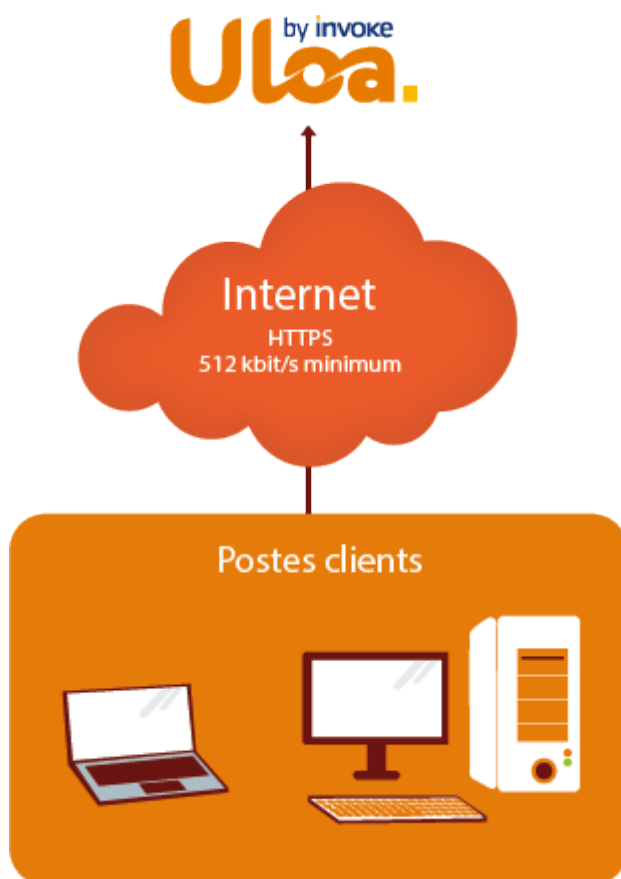 by invoke
Uloa.
Internet
HTTPS
512 kbit/s minimum
Postes clients